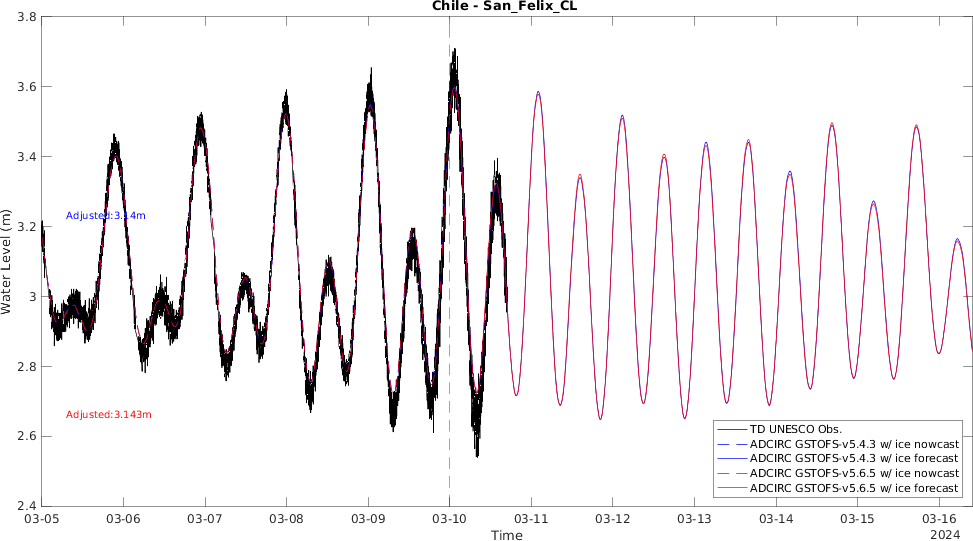 Chile - San_Felix_CL
3.8
3.6
3.4
3.2
3
2.8
2.6
2.4
Water Level (m)
Adjusted:3.14m
Adjusted:3.143m
TD UNESCO Obs.
ADCIRC GSTOFS-v5.4.3 w/ ice nowcast
ADCIRC GSTOFS-v5.4.3 w/ ice forecast
ADCIRC GSTOFS-v5.6.5 w/ ice nowcast
ADCIRC GSTOFS-v5.6.5 w/ ice forecast
03-05 03-06 03-07 03-08 03-09 03-10 03-11 03-12 03-13 03-14 03-15 03-16
Time
2024